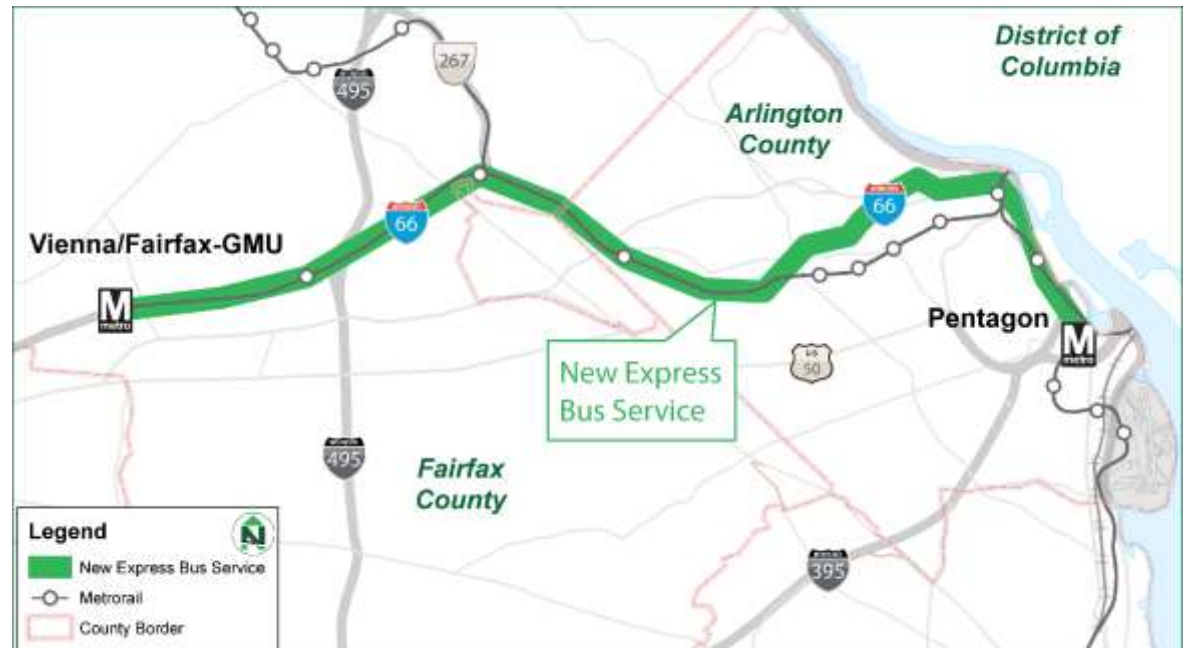 District of
Columbia
267
495
Arlington
County
66
66
Vienna/Fairfax-GMU
M
metro
Pentagon
M
metro
New Express
Bus Service
US
50
495
Fairfax
County
395
Legend
N
New Express Bus Service
Metrorail
County Border